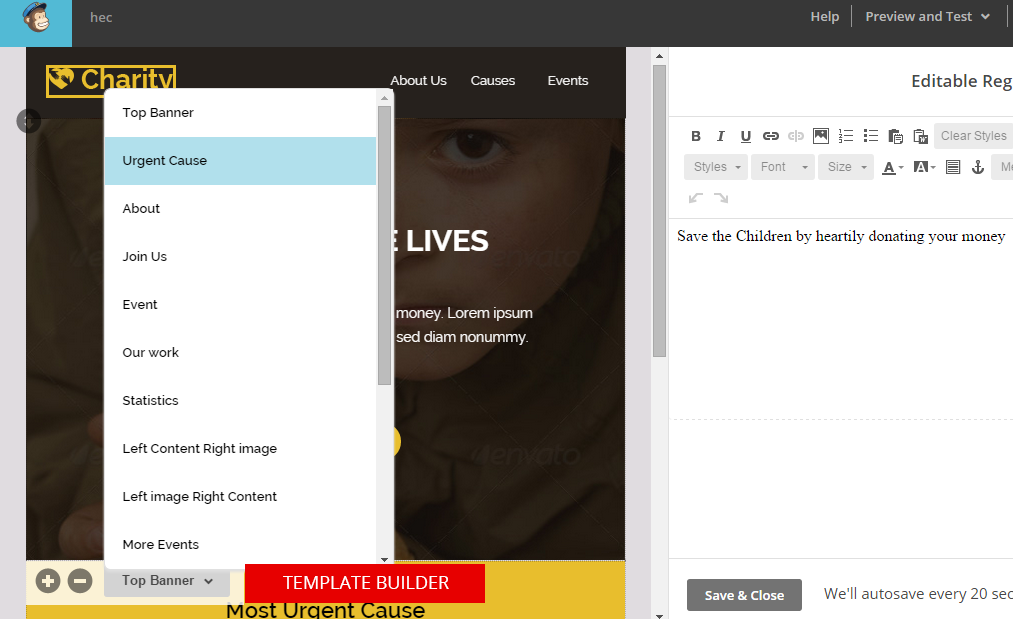 hec
Help
Preview and Test
Charity
About Us
Causes
Events
Top Banner
Urgent Cause
About
Join Us
Event
Our work
Statistics
Left Content Right image
Left image Right Content
More Events
E LIVES
money. Lorem ipsum
sed diam nonummy.
envato
envato
Top Banner
TEMPLATE BUILDER
Most Urgent Cause
Editable Reg
B I U
Clear Styles
Styles
Font
Size
A
A
Me
Save the Children by heartily donating your money
Save & Close
We'll autosave every 20 sec